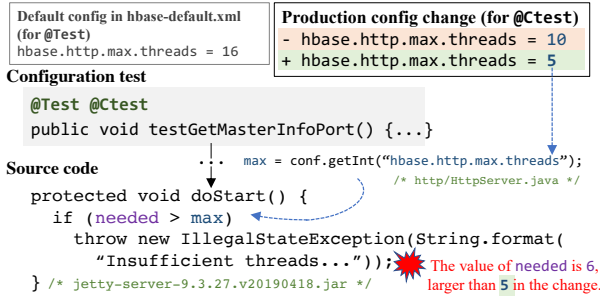 Default config in hbase-default.xml
(for @Test)
hbase.http.max.threads = 16
Production config change (for @Ctest)
- hbase.http.max.threads = 10
+ hbase.http.max.threads = 5
Configuration test
@Test @Ctest
public void testGetMasterInfoPort() {...}
... max = conf.getInt(“hbase.http.max.threads”);
/* http/HttpServer.java */
Source code
protected void doStart() {
if (needed > max)
throw new IllegalStateException(String.format(
“Insufficient threads...”));
The value of needed is 6,
larger than 5 in the change.
} /* jetty-server-9.3.27.v20190418.jar */